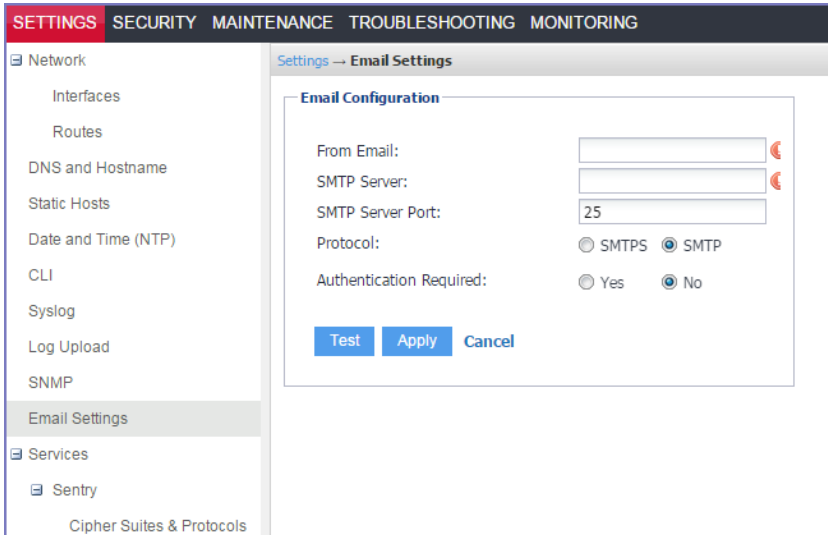 SETTINGS SECURITY MAINTENANCE TROUBLESHOOTING MONITORING
Network
Interfaces
Routes
DNS and Hostname
Static Hosts
Date and Time (NTP)
CLI
Syslog
Log Upload
SNMP
Email Settings
Services
Sentry
Cipher Suites & Protocols
Settings → Email Settings
Email Configuration
From Email:
SMTP Server:
SMTP Server Port: 25
Protocol: SMTPS SMTP
Authentication Required: Yes No
Test Apply Cancel